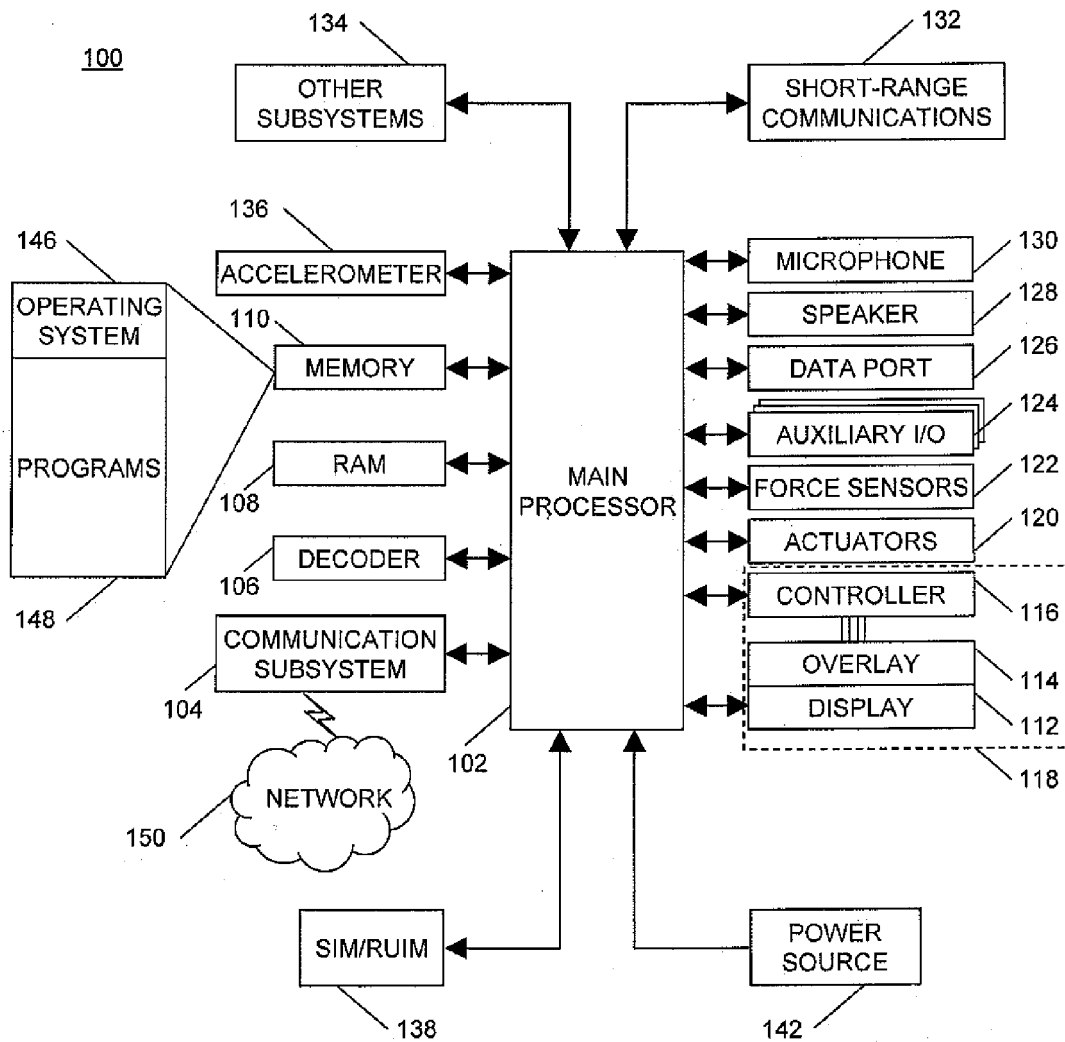 100
134
132
OTHER
SUBSYSTEMS
SHORT-RANGE
COMMUNICATIONS
136
146
ACCELEROMETER
OPERATING
SYSTEM
PROGRAMS
148
110
MEMORY
RAM
108
DECODER
106
COMMUNICATION
SUBSYSTEM
104
NETWORK
150
MAIN
PROCESSOR
102
MICROPHONE
130
SPEAKER
128
DATA PORT
126
AUXILIARY I/O
124
FORCE SENSORS
122
ACTUATORS
120
CONTROLLER
116
OVERLAY
114
DISPLAY
112
118
SIM/RUIM
138
POWER
SOURCE
142